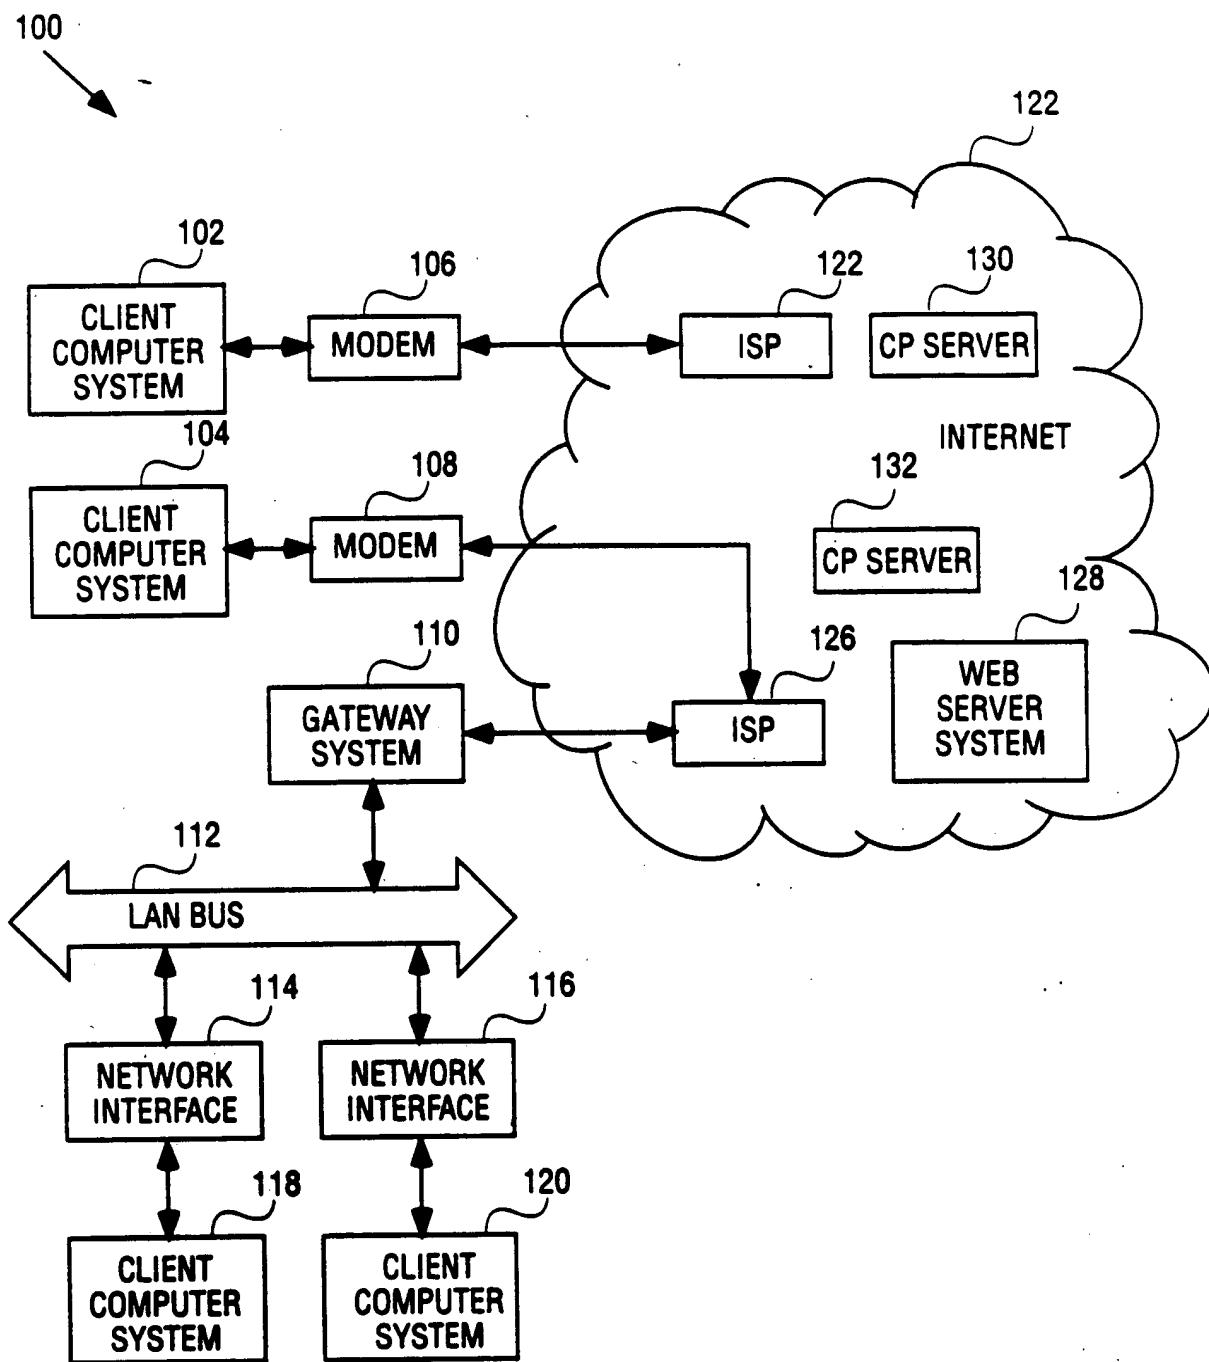 100
122
102
CLIENT
COMPUTER
SYSTEM
106
MODEM
122
ISP
130
CP SERVER
INTERNET
104
CLIENT
COMPUTER
SYSTEM
108
MODEM
132
CP SERVER
128
WEB
SERVER
SYSTEM
110
GATEWAY
SYSTEM
126
ISP
112
LAN BUS
114
NETWORK
INTERFACE
116
NETWORK
INTERFACE
118
CLIENT
COMPUTER
SYSTEM
120
CLIENT
COMPUTER
SYSTEM